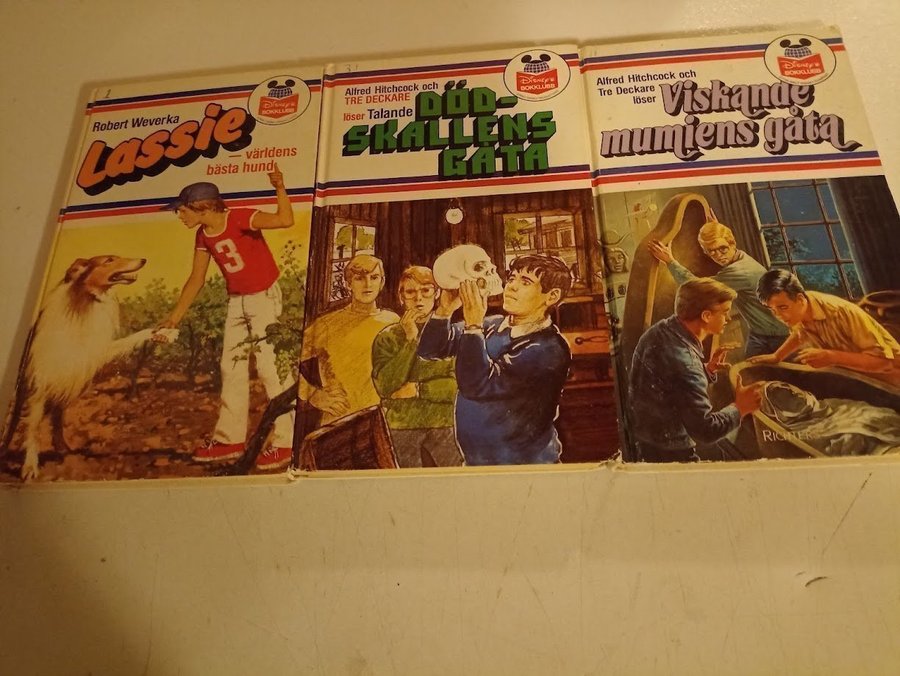 Robert Weverka
Lassie
— världens
bästa hund
DISNEY'S
BOKKLUBB
3
Alfred Hitchcock och
TRE DECKARE
löser Talande
DÖD-
SKALLENS
GÅTA
DISNEY'S
BOKKLUBB
Alfred Hitchcock och
Tre Deckare
löser Viskande
mumiens gåta
DISNEY'S
BOKKLUBB
RICHTER